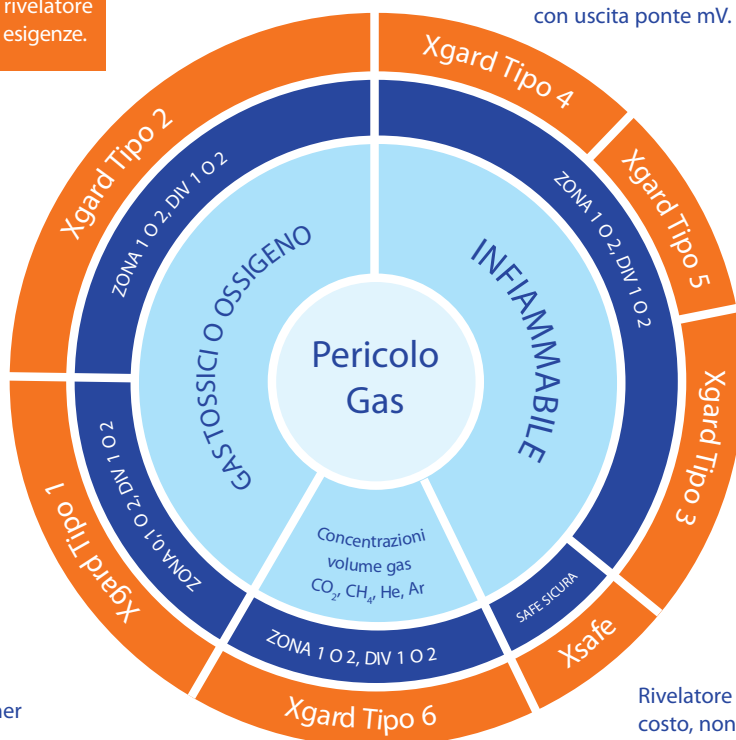 rivelatore
esigenze.
con uscita ponte mV.
Xgard Tipo 2
Xgard Tipo 4
Xgard Tipo 5
Xgard Tipo 3
Xsafe
Xgard Tipo 6
Xgard Tipo 1
ZONA 1 O 2, DIV 1 O 2
ZONA 1 O 2, DIV 1 O 2
SAFE SICURA
ZONA 1 O 2, DIV 1 O 2
ZONA 0,1 O 2, DIV 1 O 2
GASTOSSICI O OSSIGENO
INFIAMMABILE
Pericolo
Gas
Concentrazioni
volume gas
CO₂, CH₄, He, Ar
Rivelatore
costo, non